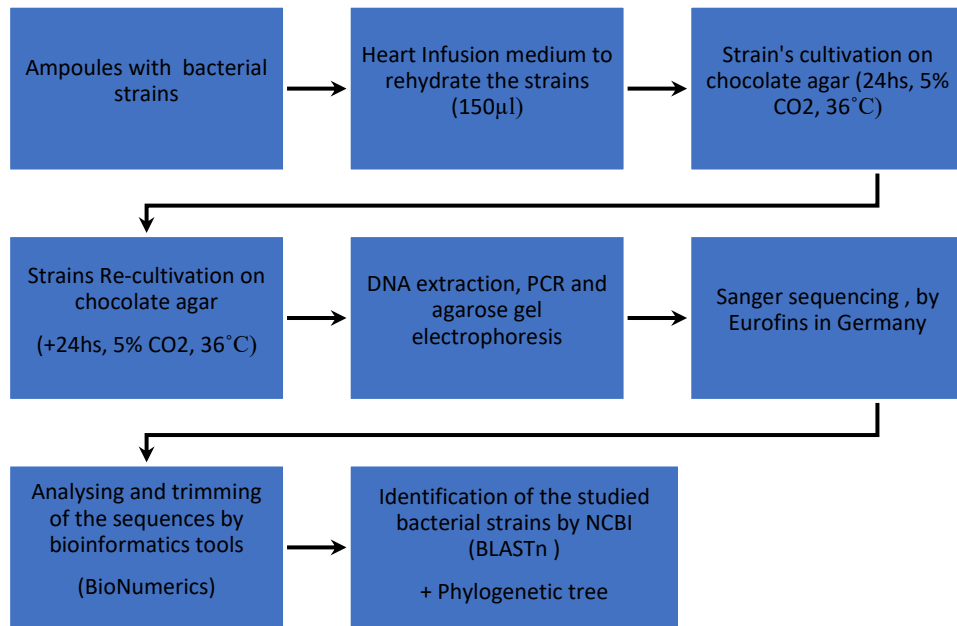 Ampoules with bacterial
strains
Heart Infusion medium to
rehydrate the strains
(150µl)
Strain's cultivation on
chocolate agar (24hs, 5%
CO2, 36˚C)
Strains Re-cultivation on
chocolate agar
(+24hs, 5% CO2, 36˚C)
DNA extraction, PCR and
agarose gel
electrophoresis
Sanger sequencing , by
Eurofins in Germany
Analysing and trimming
of the sequences by
bioinformatics tools
(BioNumerics)
Identification of the studied
bacterial strains by NCBI
(BLASTn )
+ Phylogenetic tree